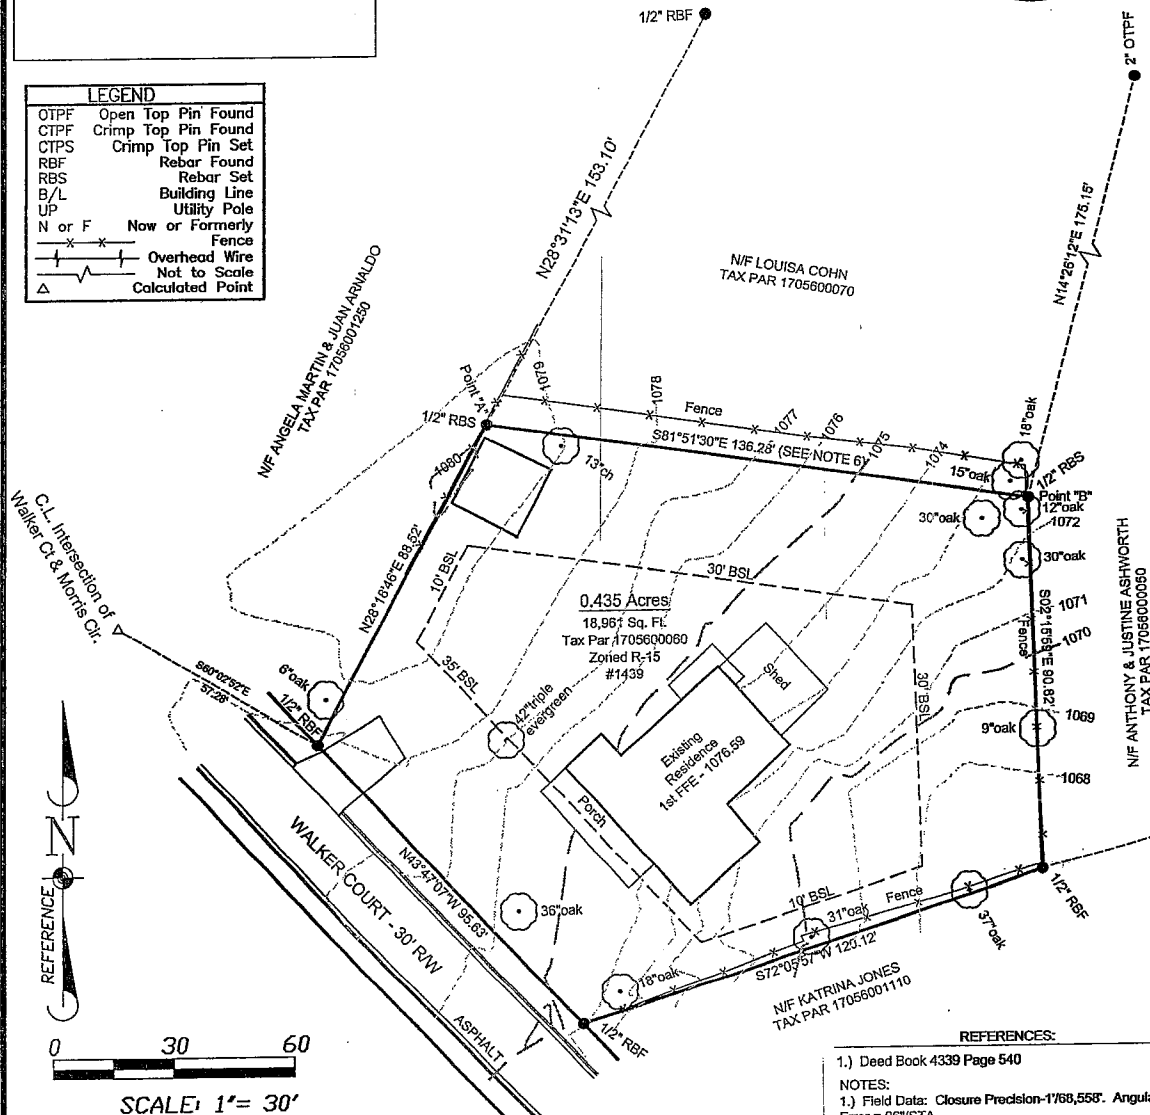 LEGEND
OTPF Open Top Pin Found
CTPF Crimp Top Pin Found
CTPS Crimp Top Pin Set
RBF Rebar Found
RBS Rebar Set
B/L Building Line
UP Utility Pole
N or F Now or Formerly
Fence
Overhead Wire
Not to Scale
Calculated Point
1/2" RBF
2" OTPF
N28°31'13"E 153.10'
N14°26'12"E 175.15'
N/F LOUISA COHN
TAX PAR 1705600070
N/F ANGELA MARTIN & JUAN ARNALDO
TAX PAR 17056001250
Point "A"
1/2" RBS
1079
1078
1077
1076
1075
1074
Fence
S81°51'30"E 136.28' (SEE NOTE 6)
18"oak
15"oak
1/2" RBS
Point "B"
12"oak
1072
30"oak
30"oak
13"ch
1080
N28°18'46"E 88.52'
10' BSL
30' BSL
0.435 Acres
18,961 Sq. Ft.
Tax Par 1705600060
Zoned R-15
#1439
35' BSL
42"triple
evergreen
Shed
30' BSL
S02°15'59"E 90.82'
Fence
1071
1070
1069
1068
9"oak
N/F ANTHONY & JUSTINE ASHWORTH
TAX PAR 17056000050
C.L. Intersection of
Walker Ct & Morris Cir.
S60°02'52"E
57.28'
6"oak
1/2" RBF
Existing
Residence
1st FFE - 1076.59
Porch
WALKER COURT - 30' R/W
N43°47'07"W 95.63'
36"oak
10' BSL
31"oak
Fence
37"oak
1/2" RBF
S72°05'57"W 120.12'
18"oak
1/2" RBF
N/F KATRINA JONES
TAX PAR 17056001110
ASPHALT
N
REFERENCE
0 30 60
SCALE: 1"= 30'
REFERENCES:
1.) Deed Book 4339 Page 540
NOTES:
1.) Field Data: Closure Precision-1'/68,558'. Angula